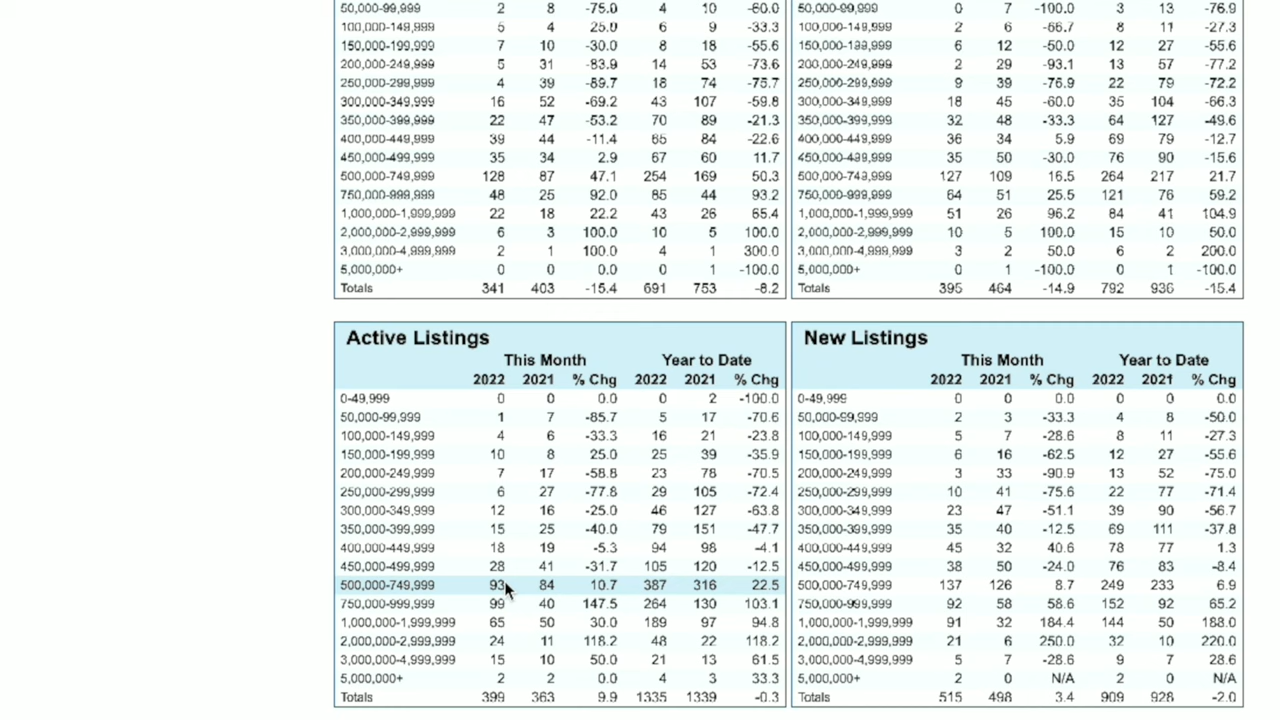 50,000-99,999 2 8 -75.0 4 10 -60.0
100,000-149,999 5 4 25.0 6 9 -33.3
150,000-199,999 7 10 -30.0 8 18 -55.6
200,000-249,999 5 31 -83.9 14 53 -73.6
250,000-299,999 4 39 -89.7 18 74 -75.7
300,000-349,999 16 52 -69.2 43 107 -59.8
350,000-399,999 22 47 -53.2 70 89 -21.3
400,000-449,999 39 44 -11.4 65 84 -22.6
450,000-499,999 35 34 2.9 67 60 11.7
500,000-749,999 128 87 47.1 254 169 50.3
750,000-999,999 48 25 92.0 85 44 93.2
1,000,000-1,999,999 22 18 22.2 43 26 65.4
2,000,000-2,999,999 6 3 100.0 10 5 100.0
3,000,000-4,999,999 2 1 100.0 4 1 300.0
5,000,000+ 0 0 0.0 0 1 -100.0
Totals 341 403 -15.4 691 753 -8.2
50,000-99,999 0 7 -100.0 3 13 -76.9
100,000-149,999 2 6 -66.7 8 11 -27.3
150,000-199,999 6 12 -50.0 12 27 -55.6
200,000-249,999 2 29 -93.1 13 57 -77.2
250,000-299,999 9 39 -76.9 22 79 -72.2
300,000-349,999 18 45 -60.0 35 104 -66.3
350,000-399,999 32 48 -33.3 64 127 -49.6
400,000-449,999 36 34 5.9 69 79 -12.7
450,000-499,999 35 50 -30.0 76 90 -15.6
500,000-749,999 127 109 16.5 264 217 21.7
750,000-999,999 64 51 25.5 121 76 59.2
1,000,000-1,999,999 51 26 96.2 84 41 104.9
2,000,000-2,999,999 10 5 100.0 15 10 50.0
3,000,000-4,999,999 3 2 50.0 6 2 200.0
5,000,000+ 0 1 -100.0 0 1 -100.0
Totals 395 464 -14.9 792 936 -15.4
Active Listings
This Month Year to Date
2022 2021 % Chg 2022 2021 % Chg
0-49,999 0 0 0.0 0 2 -100.0
50,000-99,999 1 7 -85.7 5 17 -70.6
100,000-149,999 4 6 -33.3 16 21 -23.8
150,000-199,999 10 8 25.0 25 39 -35.9
200,000-249,999 7 17 -58.8 23 78 -70.5
250,000-299,999 6 27 -77.8 29 105 -72.4
300,000-349,999 12 16 -25.0 46 127 -63.8
350,000-399,999 15 25 -40.0 79 151 -47.7
400,000-449,999 18 19 -5.3 94 98 -4.1
450,000-499,999 28 41 -31.7 105 120 -12.5
500,000-749,999 93 84 10.7 387 316 22.5
750,000-999,999 99 40 147.5 264 130 103.1
1,000,000-1,999,999 65 50 30.0 189 97 94.8
2,000,000-2,999,999 24 11 118.2 48 22 118.2
3,000,000-4,999,999 15 10 50.0 21 13 61.5
5,000,000+ 2 2 0.0 4 3 33.3
Totals 399 363 9.9 1335 1339 -0.3
New Listings
This Month Year to Date
2022 2021 % Chg 2022 2021 % Chg
0-49,999 0 0 0.0 0 0 0.0
50,000-99,999 2 3 -33.3 4 8 -50.0
100,000-149,999 5 7 -28.6 8 11 -27.3
150,000-199,999 6 16 -62.5 12 27 -55.6
200,000-249,999 3 33 -90.9 13 52 -75.0
250,000-299,999 10 41 -75.6 22 77 -71.4
300,000-349,999 23 47 -51.1 39 90 -56.7
350,000-399,999 35 40 -12.5 69 111 -37.8
400,000-449,999 45 32 40.6 78 77 1.3
450,000-499,999 38 50 -24.0 76 83 -8.4
500,000-749,999 137 126 8.7 249 233 6.9
750,000-999,999 92 58 58.6 152 92 65.2
1,000,000-1,999,999 91 32 184.4 144 50 188.0
2,000,000-2,999,999 21 6 250.0 32 10 220.0
3,000,000-4,999,999 5 7 -28.6 9 7 28.6
5,000,000+ 2 0 N/A 2 0 N/A
Totals 515 498 3.4 909 928 -2.0